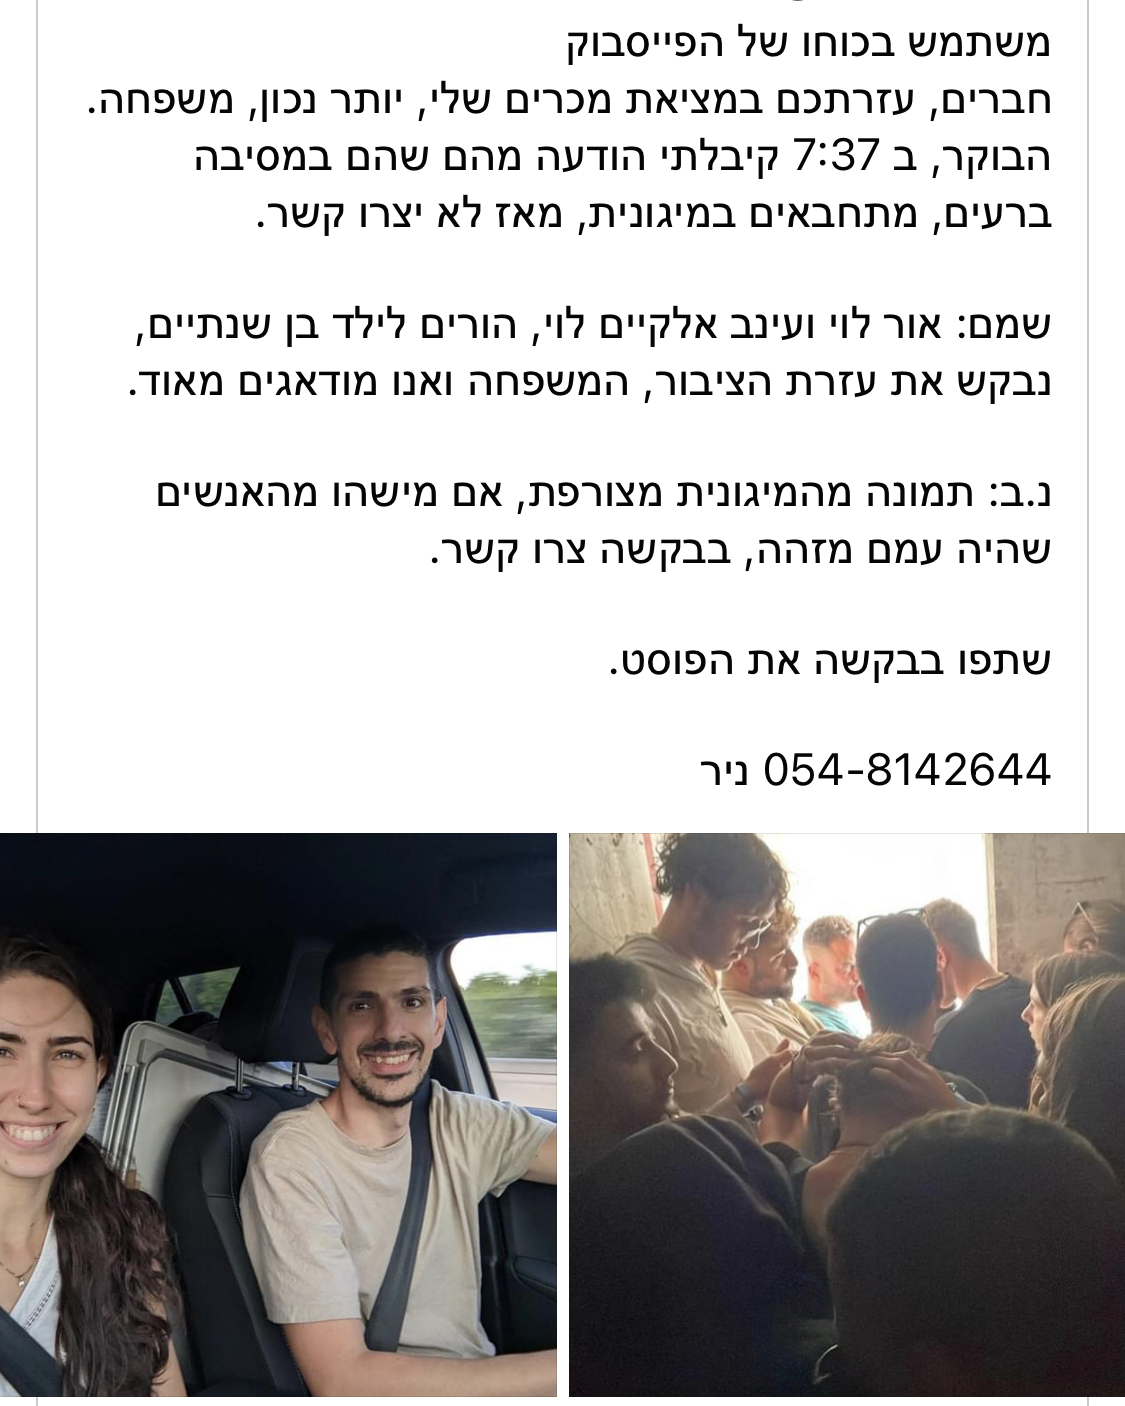 משתמש בכוחו של הפייסבוק
חברים, עזרתכם במציאת מכרים שלי, יותר נכון, משפחה.
הבוקר, ב 7:37 קיבלתי הודעה מהם שהם במסיבה
ברעים, מתחבאים במיגונית, מאז לא יצרו קשר.
שמם: אור לוי ועינב אלקיים לוי, הורים לילד בן שנתיים,
נבקש את עזרת הציבור, המשפחה ואנו מודאגים מאוד.
נ.ב: תמונה מהמיגונית מצורפת, אם מישהו מהאנשים
שהיה עמם מזהה, בבקשה צרו קשר.
שתפו בבקשה את הפוסט.
054-8142644 ניר